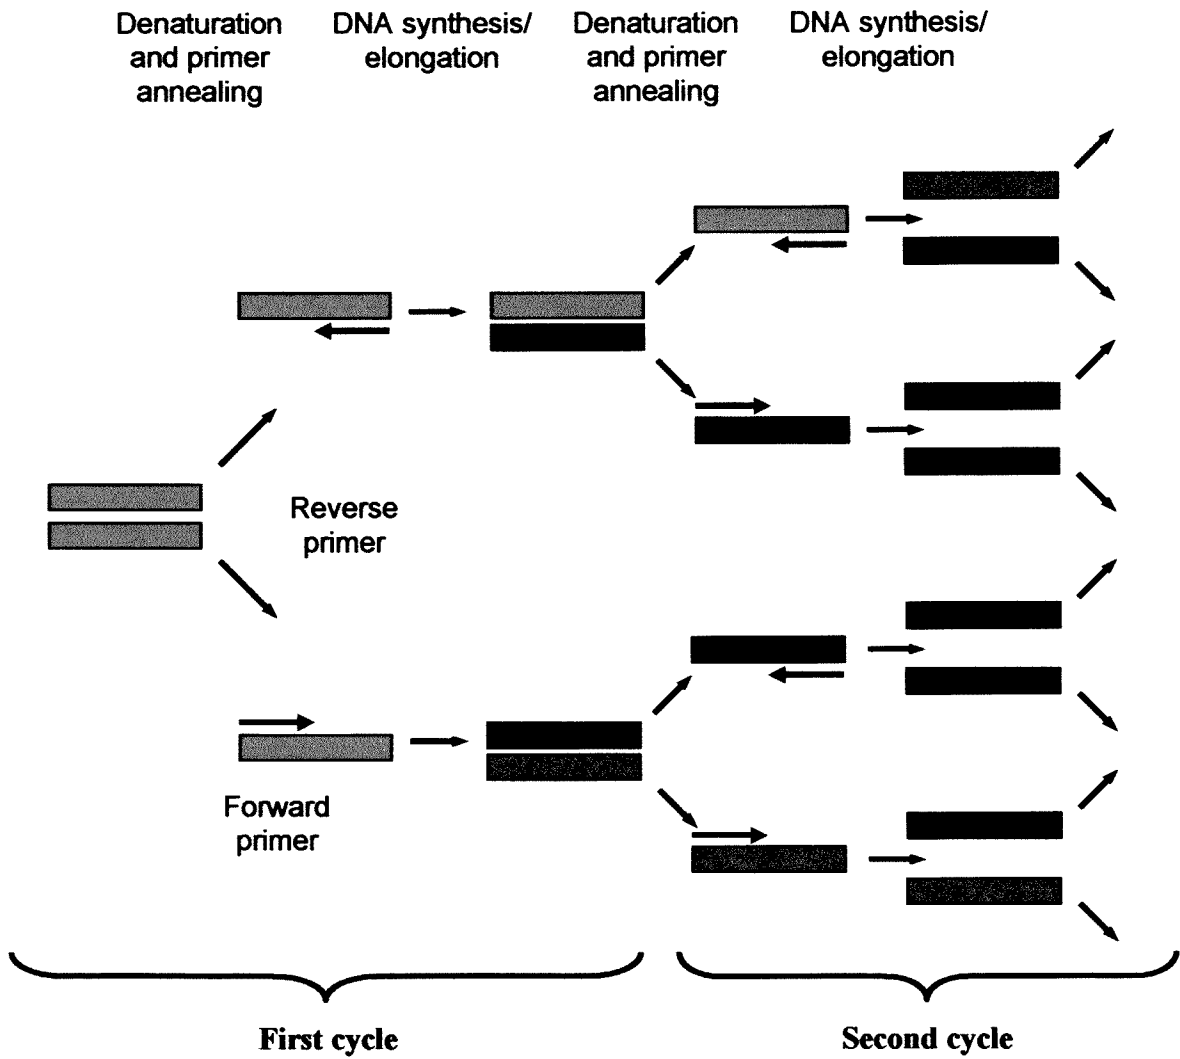 Denaturation
and primer
annealing
DNA synthesis/
elongation
Denaturation
and primer
annealing
DNA synthesis/
elongation
Reverse
primer
Forward
primer
First cycle
Second cycle